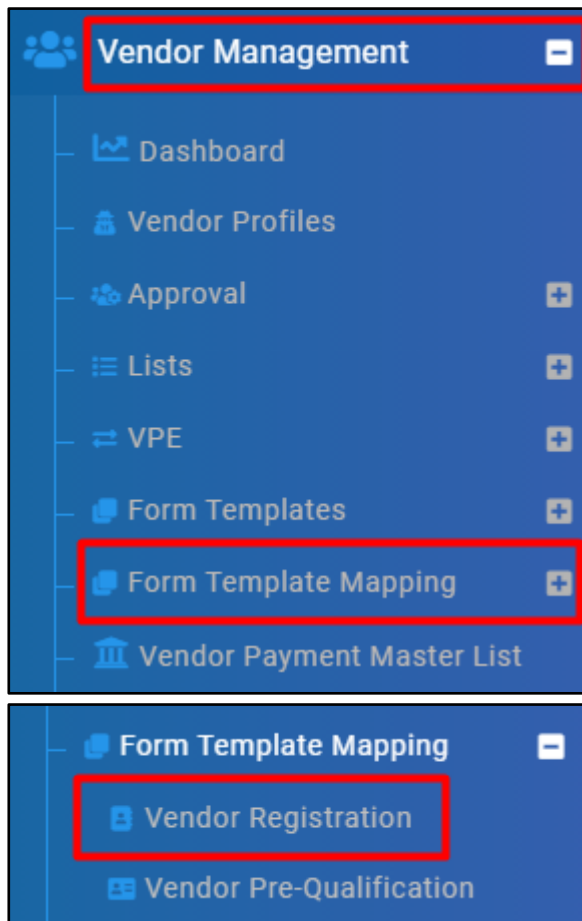 Vendor Management
Dashboard
Vendor Profiles
Approval
Lists
VPE
Form Templates
Form Template Mapping
Vendor Payment Master List
Form Template Mapping
Vendor Registration
Vendor Pre-Qualification